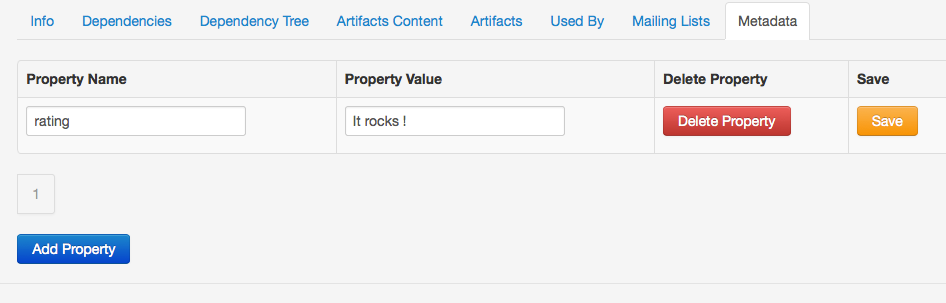 Info Dependencies Dependency Tree Artifacts Content Artifacts Used By Mailing Lists Metadata
Property Name Property Value Delete Property Save
rating It rocks ! Delete Property Save
1
Add Property